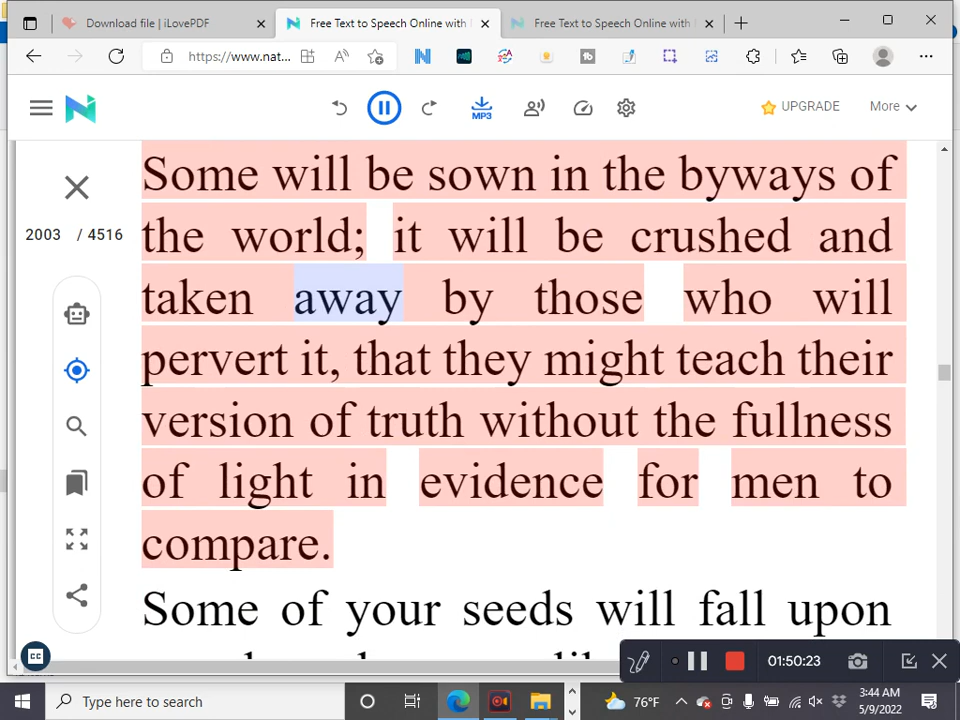 Download file | iLovePDF
Free Text to Speech Online with
Free Text to Speech Online with
https://www.nat...
UPGRADE
More
MP3
2003 / 4516
Some will be sown in the byways of
the world; it will be crushed and
taken away by those who will
pervert it, that they might teach their
version of truth without the fullness
of light in evidence for men to
compare.
Some of your seeds will fall upon
CC
01:50:23
Type here to search
76°F
3:44 AM
5/9/2022